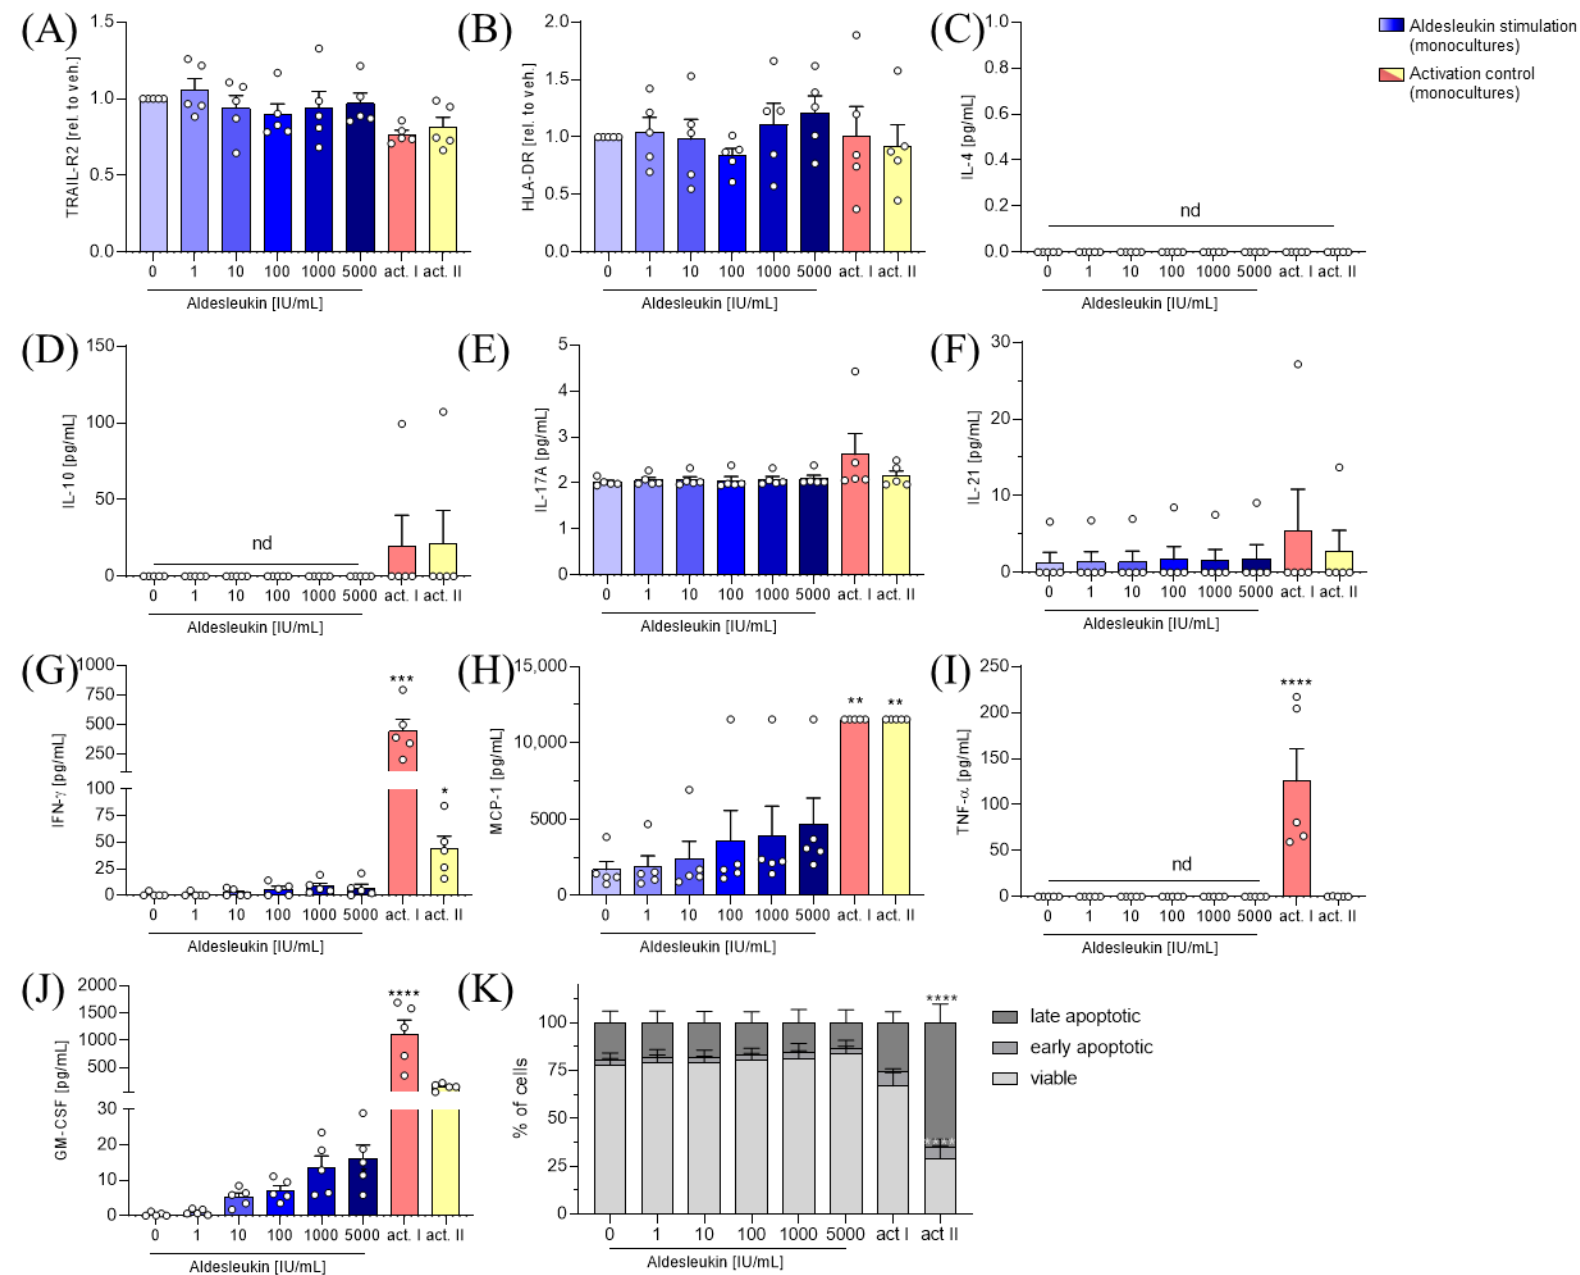 (A)
TRAIL-R2 [rel. to veh.]
1.5
1.0
0.5
0.0
0 1 10 100 1000 5000 act. I act. II
Aldesleukin [IU/mL]
(B)
HLA-DR [rel. to veh.]
2.0
1.5
1.0
0.5
0.0
0 1 10 100 1000 5000 act. I act. II
Aldesleukin [IU/mL]
(C)
IL-4 [pg/mL]
1.0
0.8
0.6
0.4
0.2
0.0
nd
0 1 10 100 1000 5000 act. I act. II
Aldesleukin [IU/mL]
Aldesleukin stimulation
(monocultures)
Activation control
(monocultures)
(D)
IL-10 [pg/mL]
150
100
50
0
nd
0 1 10 100 1000 5000 act. I act. II
Aldesleukin [IU/mL]
(E)
IL-17A [pg/mL]
5
4
3
2
1
0
0 1 10 100 1000 5000 act. I act. II
Aldesleukin [IU/mL]
(F)
IL-21 [pg/mL]
30
20
10
0
0 1 10 100 1000 5000 act. I act. II
Aldesleukin [IU/mL]
(G)
IFN-γ [pg/mL]
1000
750
500
250
100
75
50
25
0
***
*
0 1 10 100 1000 5000 act. I act. II
Aldesleukin [IU/mL]
(H)
MCP-1 [pg/mL]
15,000
10,000
5000
0
** **
0 1 10 100 1000 5000 act. I act. II
Aldesleukin [IU/mL]
(I)
TNF-α [pg/mL]
250
200
150
100
50
0
****
nd
0 1 10 100 1000 5000 act. I act. II
Aldesleukin [IU/mL]
(J)
GM-CSF [pg/mL]
2000
1500
1000
500
30
20
10
0
****
0 1 10 100 1000 5000 act. I act. II
Aldesleukin [IU/mL]
(K)
% of cells
100
75
50
25
0
****
****
0 1 10 100 1000 5000 act I act II
Aldesleukin [IU/mL]
late apoptotic
early apoptotic
viable